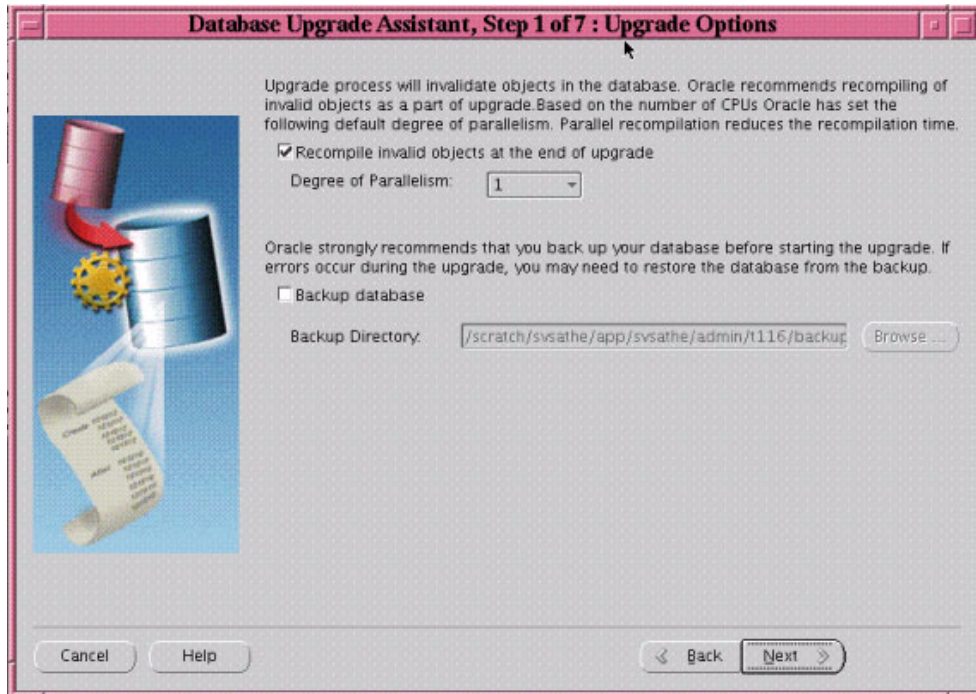 Database Upgrade Assistant, Step 1 of 7 : Upgrade Options
Upgrade process will invalidate objects in the database. Oracle recommends recompiling of
invalid objects as a part of upgrade.Based on the number of CPUs Oracle has set the
following default degree of parallelism. Parallel recompilation reduces the recompilation time.
Recompile invalid objects at the end of upgrade
Degree of Parallelism: 1
Oracle strongly recommends that you back up your database before starting the upgrade. If
errors occur during the upgrade, you may need to restore the database from the backup.
Backup database
Backup Directory: /scratch/svsathe/app/svsathe/admin/t116/backup Browse ...
Cancel Help Back Next